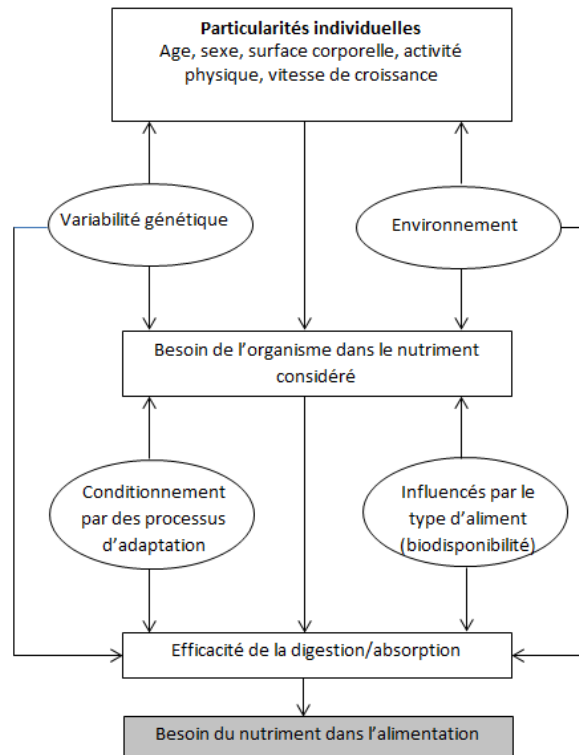 Particularités individuelles
Age, sexe, surface corporelle, activité
physique, vitesse de croissance
Variabilité génétique
Environnement
Besoin de l'organisme dans le nutriment
considéré
Conditionnement
par des processus
d'adaptation
Influencés par le
type d'aliment
(biodisponibilité)
Efficacité de la digestion/absorption
Besoin du nutriment dans l'alimentation